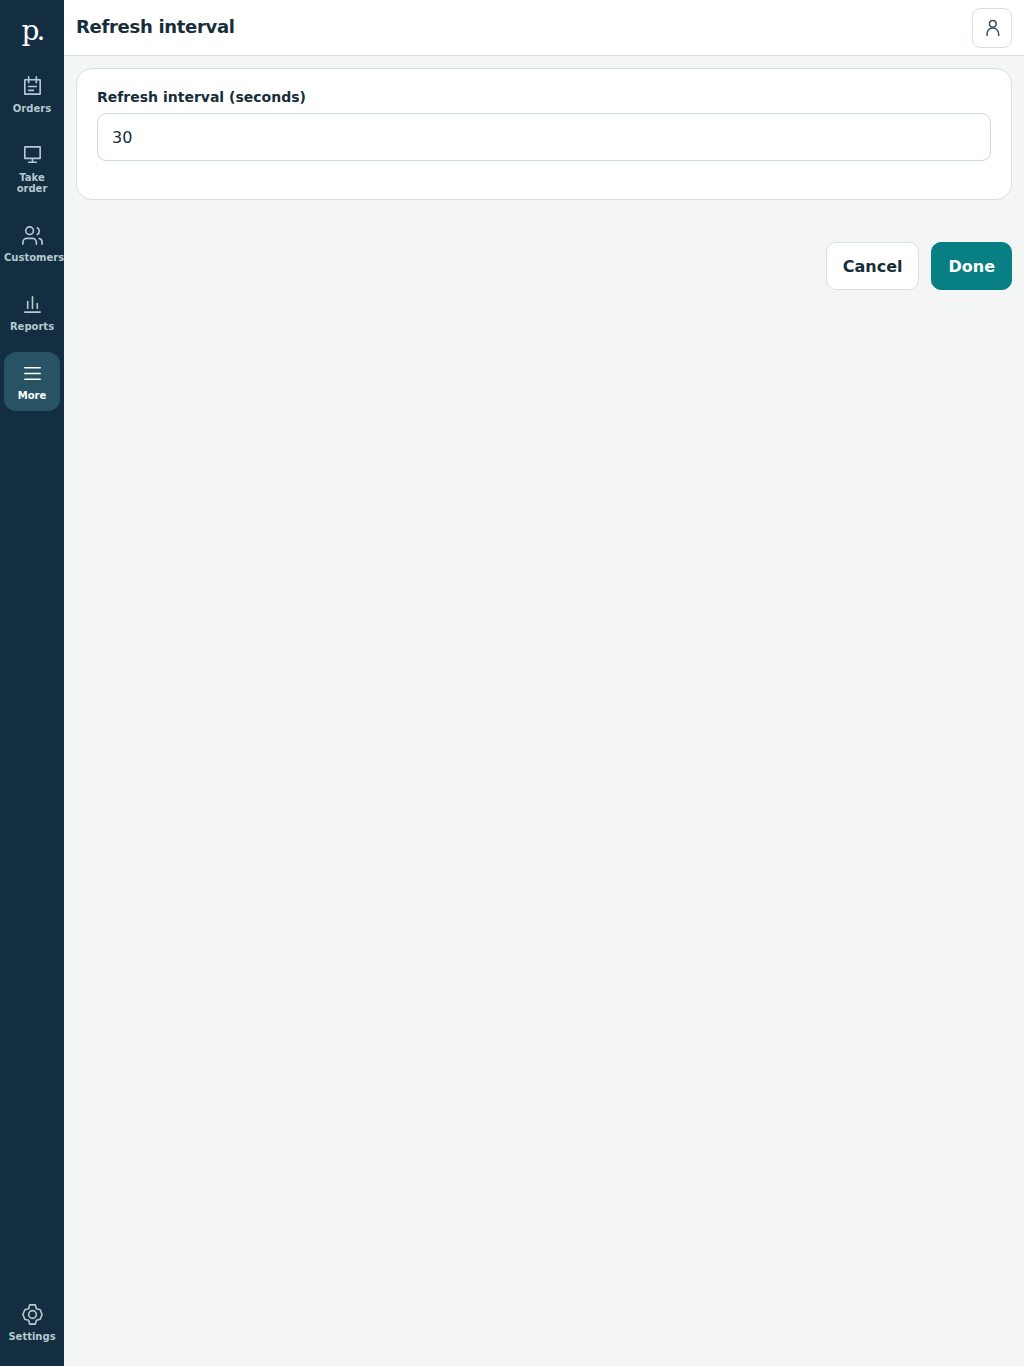 p.
Refresh interval
Orders
Take
order
Customers
Reports
More
Settings
Refresh interval (seconds)
30
Cancel
Done